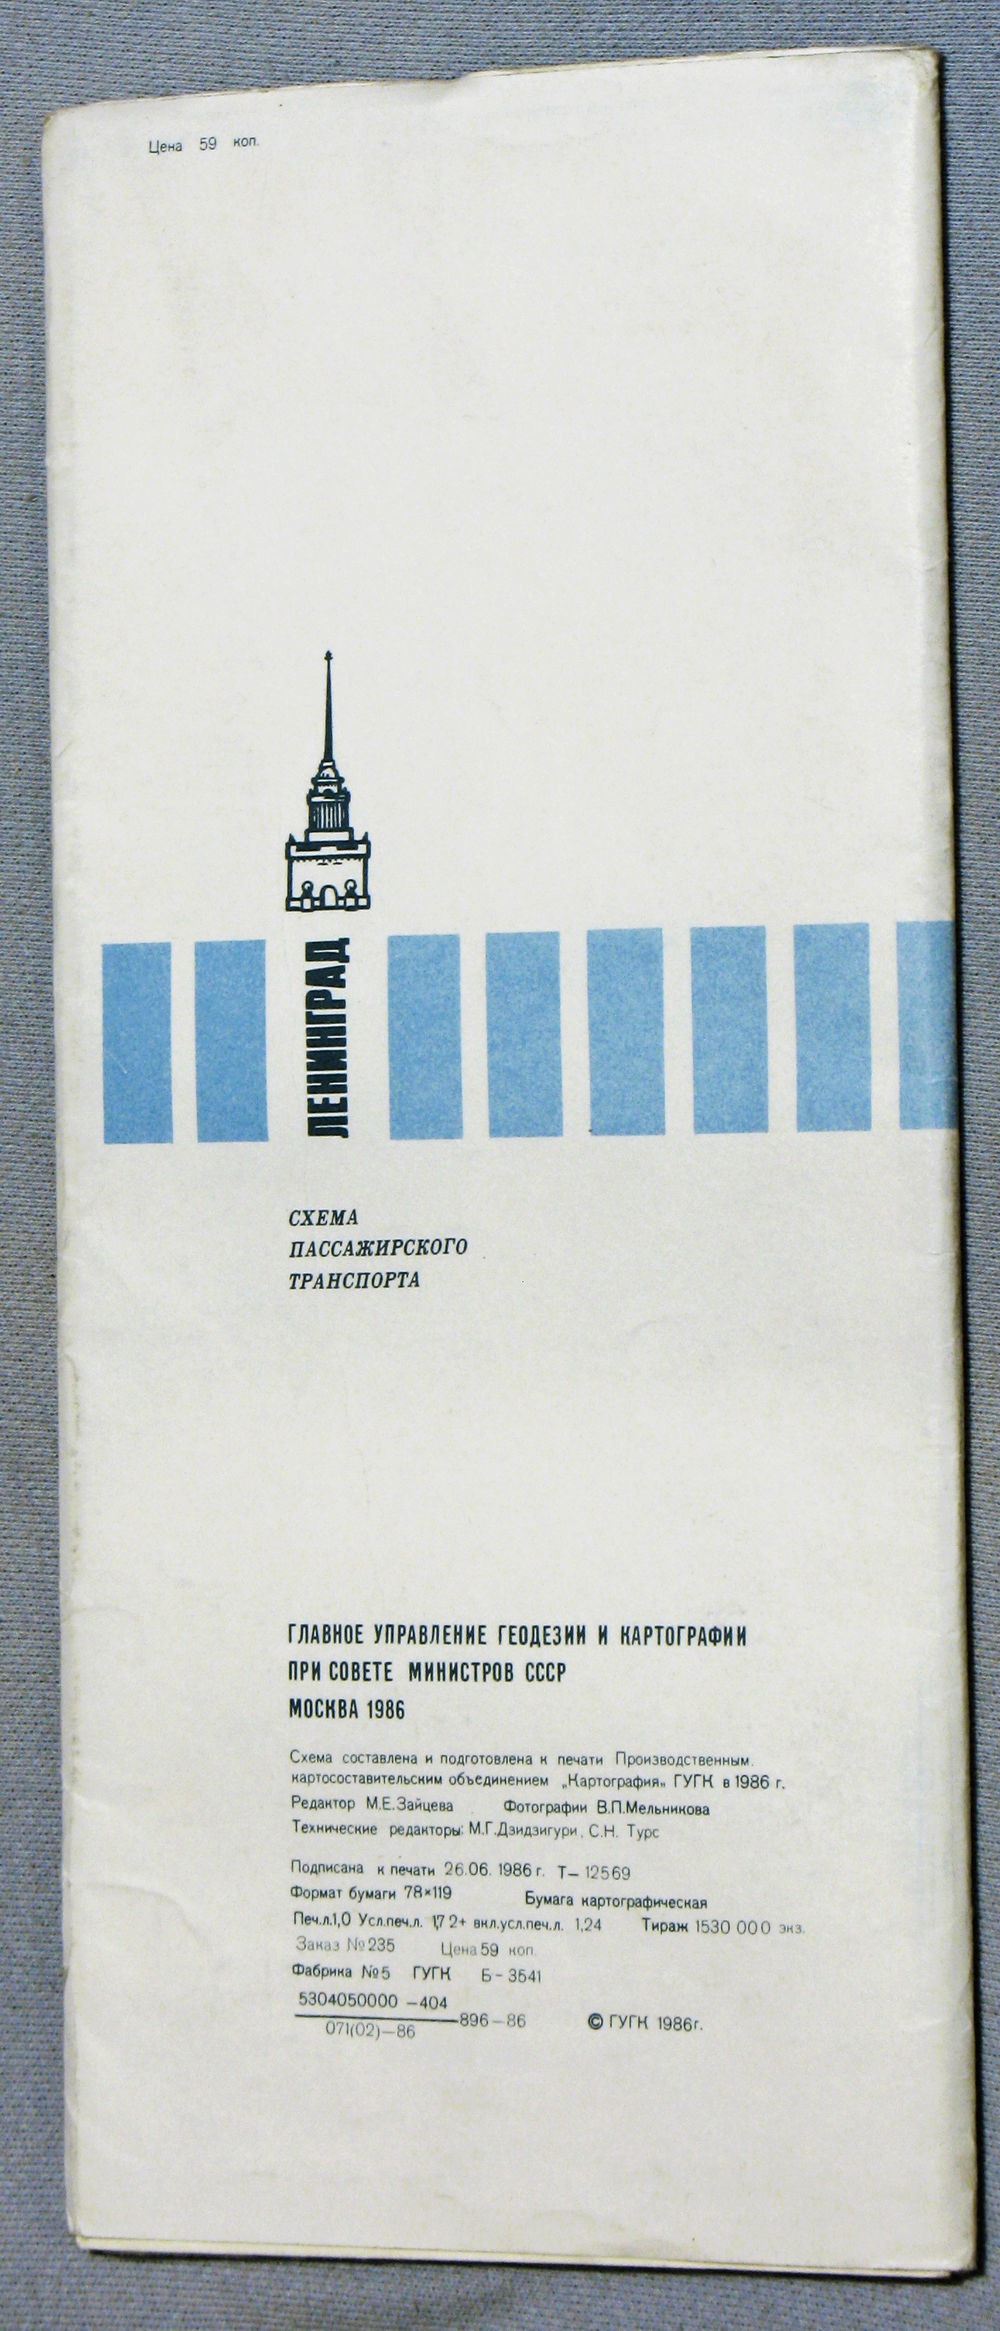 Цена 59 коп.
ЛЕНИНГРАД
СХЕМА
ПАССАЖИРСКОГО
ТРАНСПОРТА
ГЛАВНОЕ УПРАВЛЕНИЕ ГЕОДЕЗИИ И КАРТОГРАФИИ
ПРИ СОВЕТЕ МИНИСТРОВ СССР
МОСКВА 1986
Схема составлена и подготовлена к печати Производственным
картосоставительским объединением „Картография„ ГУГК в 1986 г.
Редактор М.Е.Зайцева Фотографии В.П.Мельникова
Технические редакторы: М.Г.Дзидзигури, С.Н. Турс
Подписана к печати 26.06. 1986 г. Т– 12569
Формат бумаги 78×119 Бумага картографическая
Печ.л.1,0 Усл.печ.л. 1,72+ вкл.усл.печ.л. 1,24 Тираж 1530 000 экз.
Заказ №235 Цена 59 коп.
Фабрика №5 ГУГК Б-3541
5304050000 –404
071(02)–86 896–86 © ГУГК 1986г.